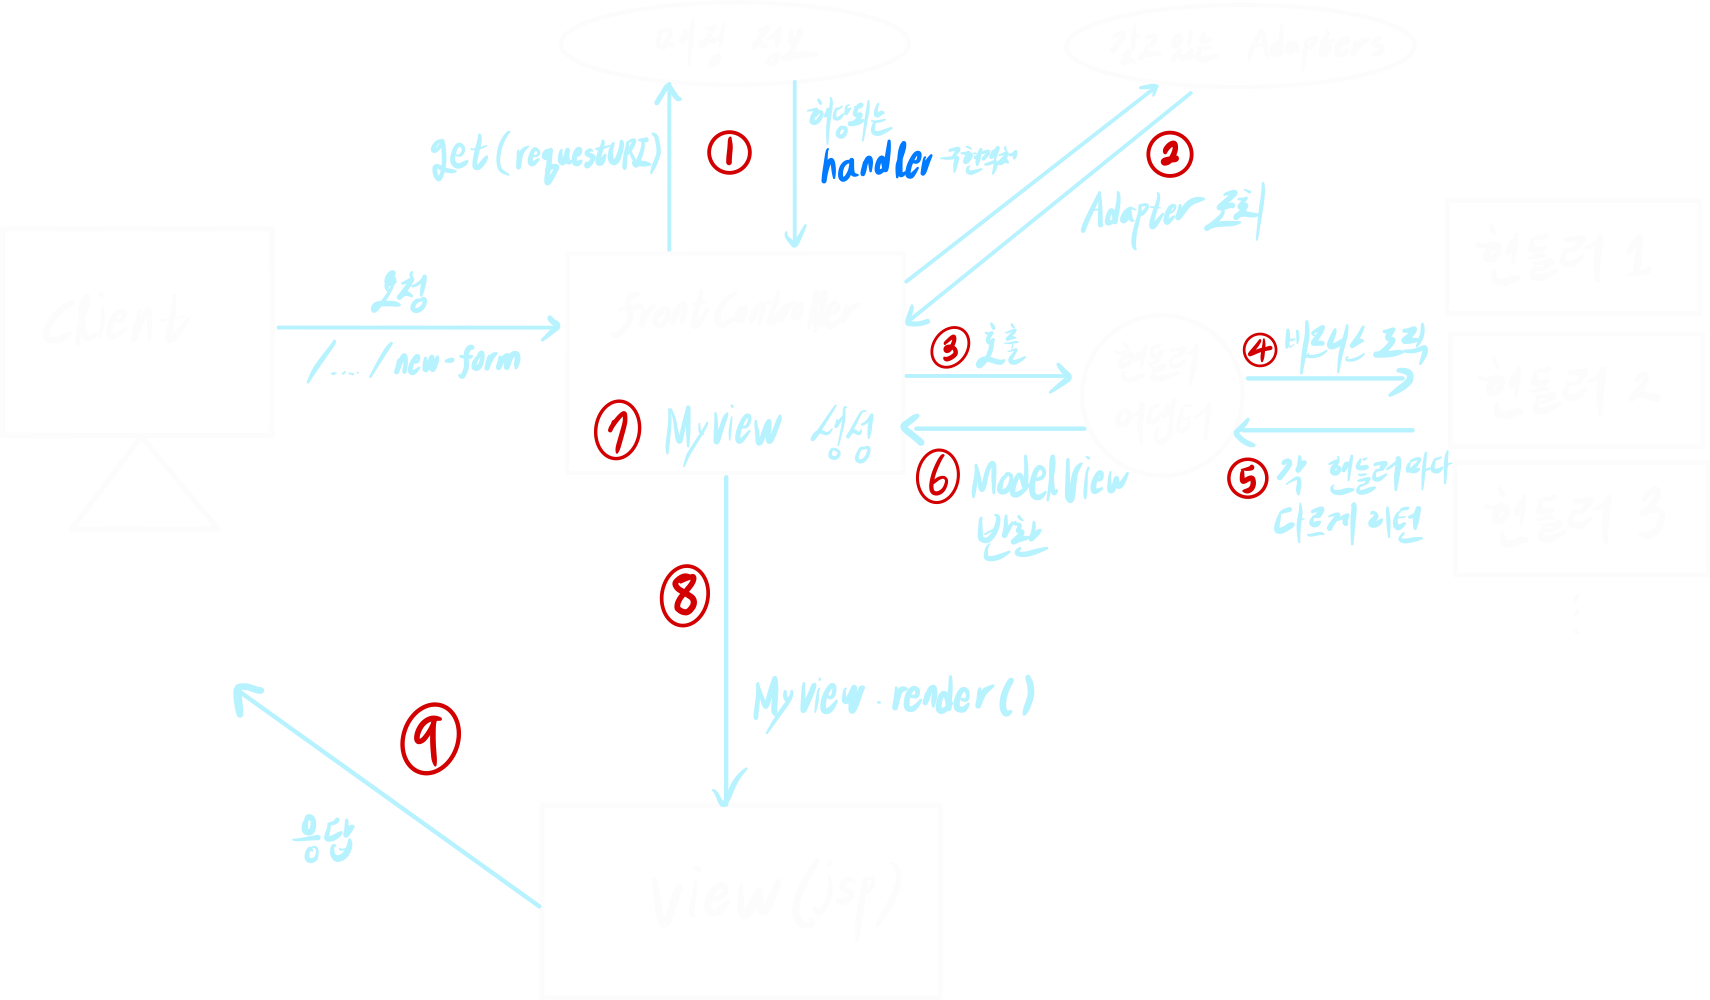 매핑 정보
갖고 있는 Adapters
get(requestURI)
①
해당되는
handler 구현객체
②
Adapter 조회
Client
요청
/...../new-form
frontController
⑦ Myview 생성
③ 호출
핸들러
어댑터
⑥ ModelView
반환
④ 비즈니스 로직
⑤ 각 핸들러마다
다르게 리턴
핸들러 1
핸들러 2
핸들러 3
⑧
Myview.render()
⑨
응답
view(jsp)